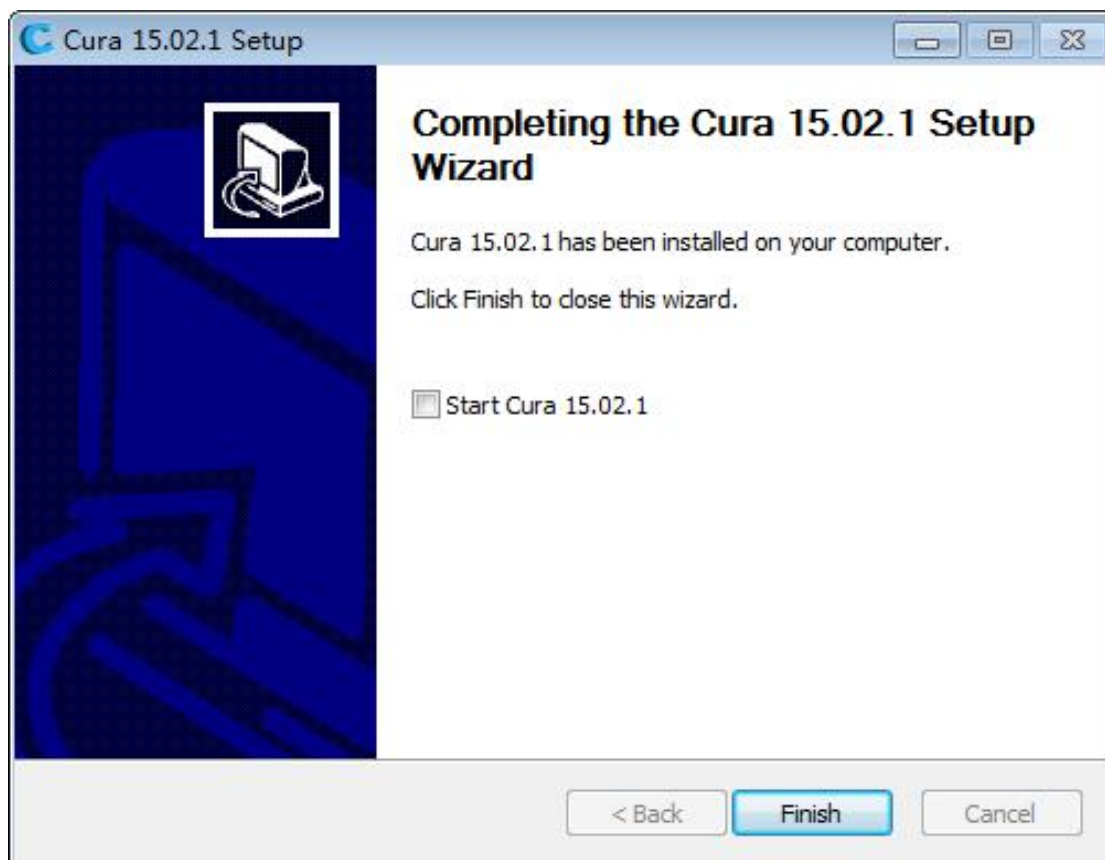 Cura 15.02.1 Setup
Completing the Cura 15.02.1 Setup
Wizard
Cura 15.02.1 has been installed on your computer.
Click Finish to close this wizard.
Start Cura 15.02.1
< Back Finish Cancel